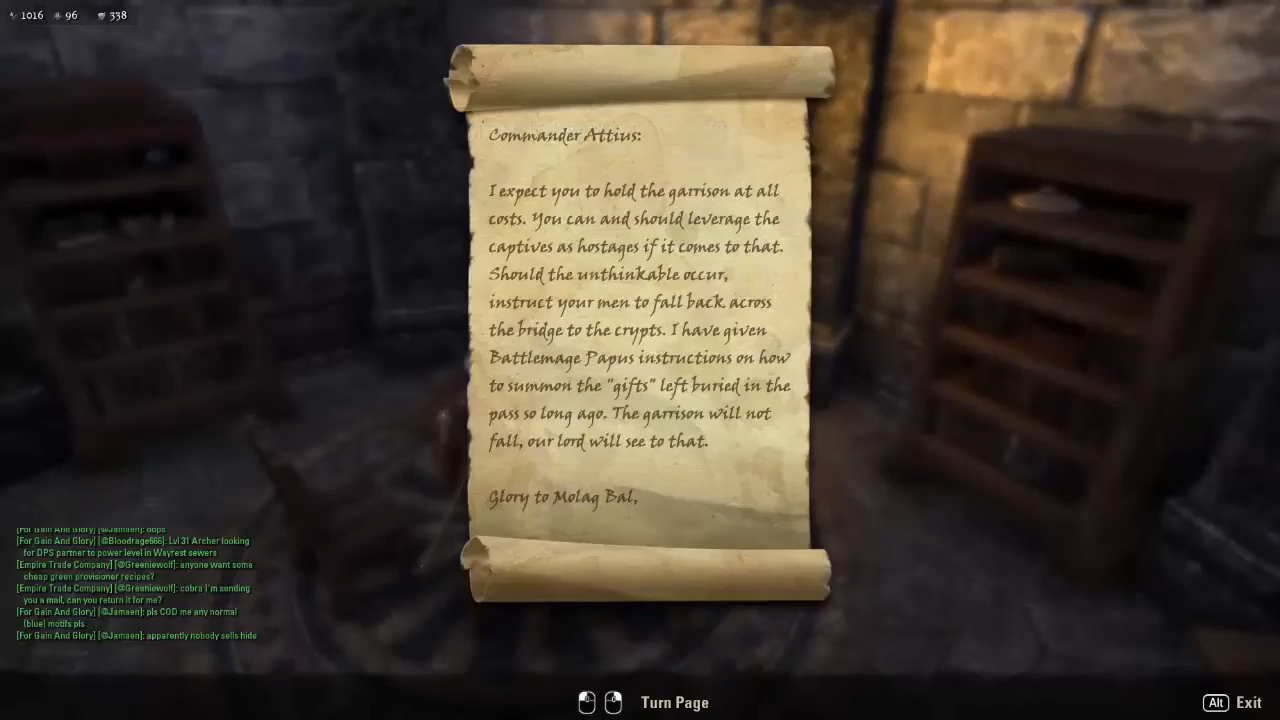 1016 96 338
Commander Attius:
I expect you to hold the garrison at all
costs. You can and should leverage the
captives as hostages if it comes to that.
Should the unthinkable occur,
instruct your men to fall back across
the bridge to the crypts. I have given
Battlemage Papus instructions on how
to summon the "gifts" left buried in the
pass so long ago. The garrison will not
fall, our lord will see to that.
Glory to Molag Bal,
[For Gain And Glory] [@Jamaen]: oops
[For Gain And Glory] [@Bloodrage666]: Lvl 31 Archer looking
for DPS partner to power level in Wayrest sewers
[Empire Trade Company] [@Greeniewolf]: anyone want some
cheap green provisioner recipes?
[Empire Trade Company] [@Greeniewolf]: cobra I'm sending
you a mail, can you return it for me?
[For Gain And Glory] [@Jamaen]: pls COD me any normal
(blue) motifs pls
[For Gain And Glory] [@Jamaen]: apparently nobody sells hide
Turn Page
Alt Exit